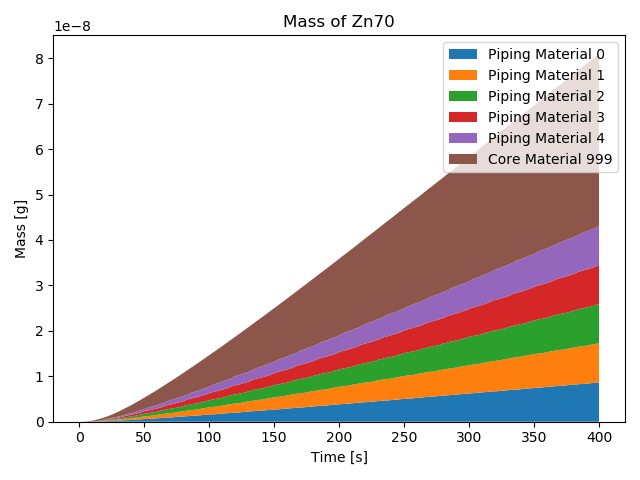 Mass of Zn70
1e−8
Piping Material 0
Piping Material 1
Piping Material 2
Piping Material 3
Piping Material 4
Core Material 999
8
7
6
5
4
3
2
1
0
Mass [g]
0 50 100 150 200 250 300 350 400
Time [s]